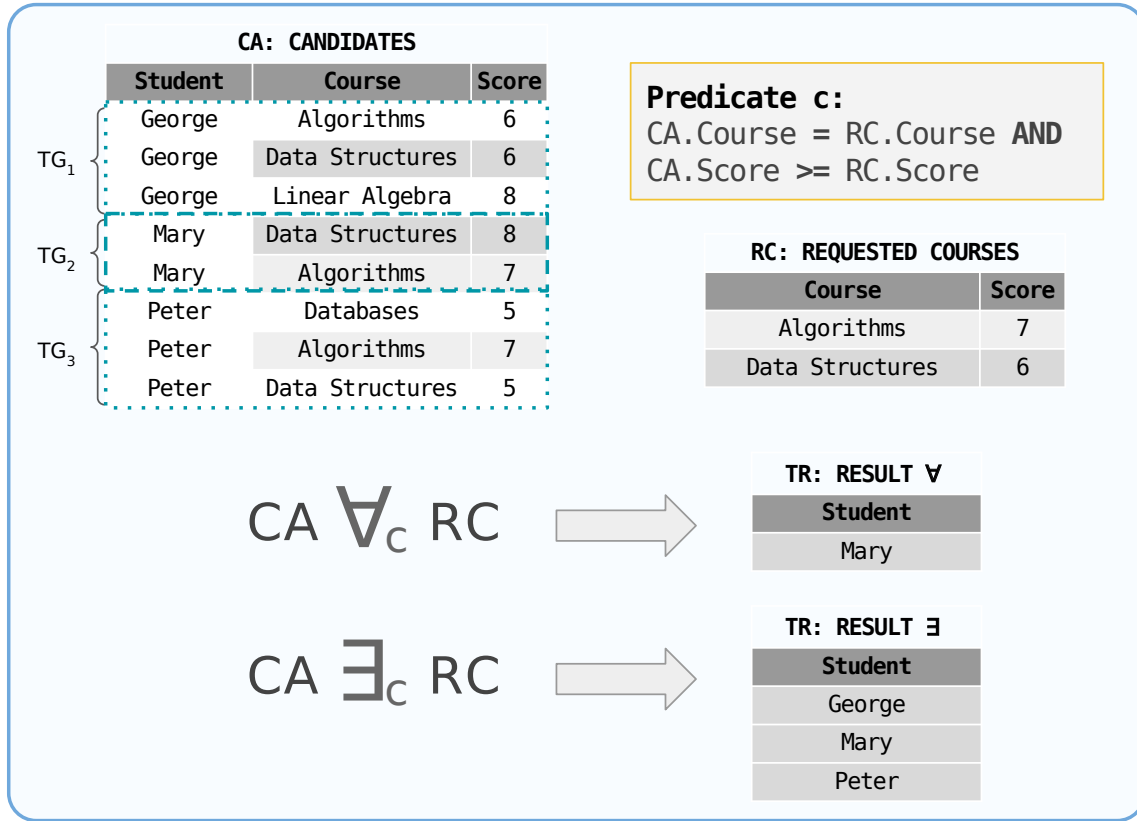 CA: CANDIDATES
Student Course Score
George Algorithms 6
George Data Structures 6
George Linear Algebra 8
Mary Data Structures 8
Mary Algorithms 7
Peter Databases 5
Peter Algorithms 7
Peter Data Structures 5
TG1
TG2
TG3
Predicate c:
CA.Course = RC.Course AND
CA.Score >= RC.Score
RC: REQUESTED COURSES
Course Score
Algorithms 7
Data Structures 6
CA ∀c RC
TR: RESULT ∀
Student
Mary
CA ∃c RC
TR: RESULT ∃
Student
George
Mary
Peter